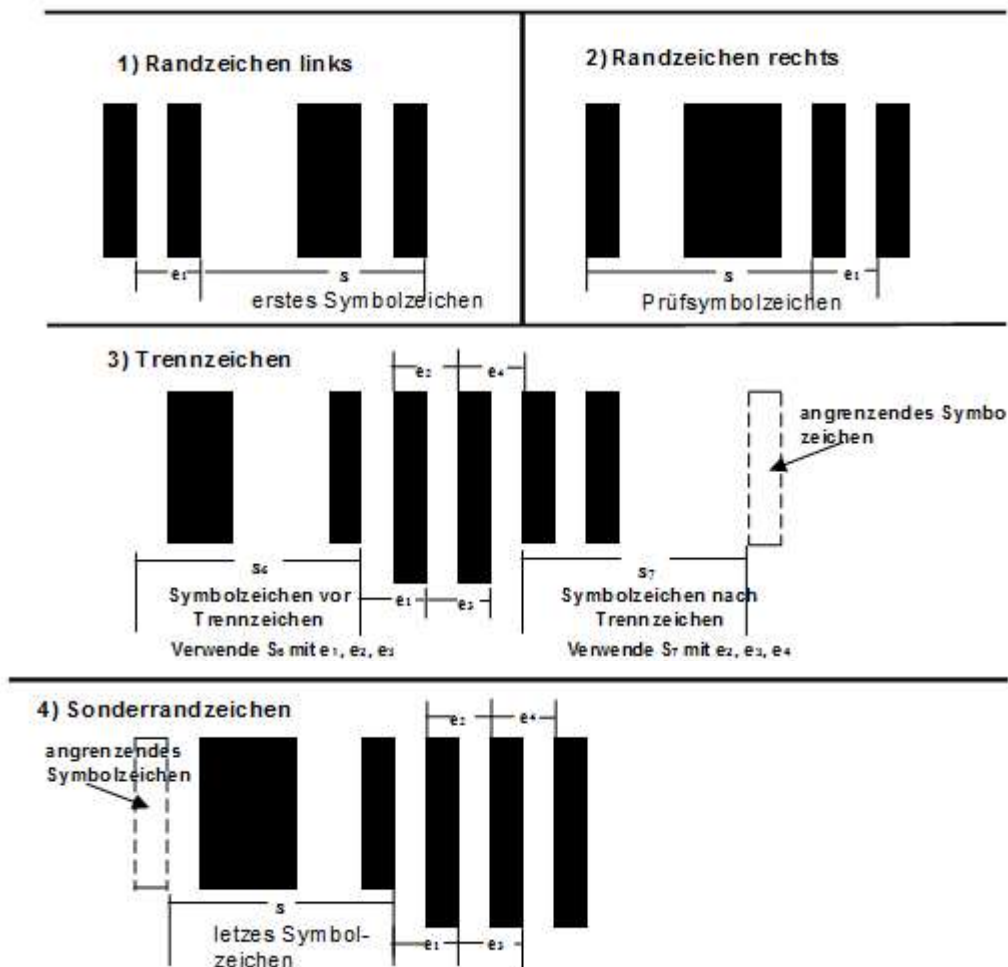 1) Randzeichen links
e₁
s
erstes Symbolzeichen
2) Randzeichen rechts
s
e₁
Prüfsymbolzeichen
3) Trennzeichen
e₂
e₄
angrenzendes Symbo
zeichen
s₆
Symbolzeichen vor
Trennzeichen
Verwende S₆ mit e₁, e₂, e₃
e₁
e₃
s₇
Symbolzeichen nach
Trennzeichen
Verwende S₇ mit e₂, e₃, e₄
4) Sonderrandzeichen
e₂
e₄
angrenzendes
Symbolzeichen
s
letzes Symbol-
zeichen
e₁
e₃